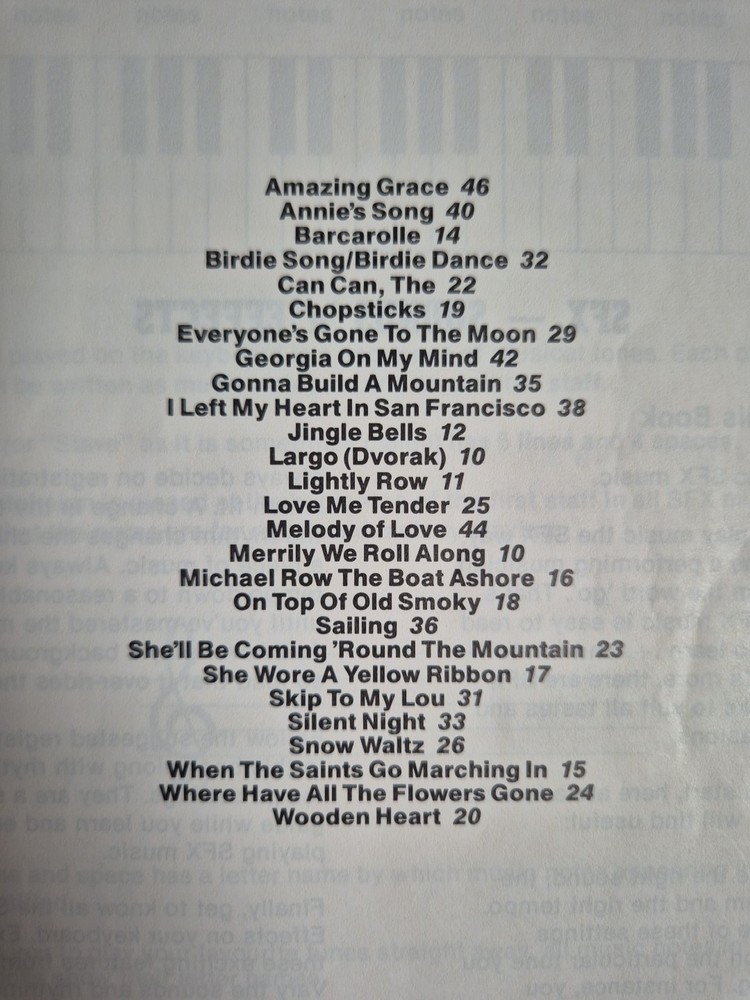 Amazing Grace 46
Annie's Song 40
Barcarolle 14
Birdie Song/Birdie Dance 32
Can Can, The 22
Chopsticks 19
Everyone's Gone To The Moon 29
Georgia On My Mind 42
Gonna Build A Mountain 35
I Left My Heart In San Francisco 38
Jingle Bells 12
Largo (Dvorak) 10
Lightly Row 11
Love Me Tender 25
Melody of Love 44
Merrily We Roll Along 10
Michael Row The Boat Ashore 16
On Top Of Old Smoky 18
Sailing 36
She'll Be Coming 'Round The Mountain 23
She Wore A Yellow Ribbon 17
Skip To My Lou 31
Silent Night 33
Snow Waltz 26
When The Saints Go Marching In 15
Where Have All The Flowers Gone 24
Wooden Heart 20